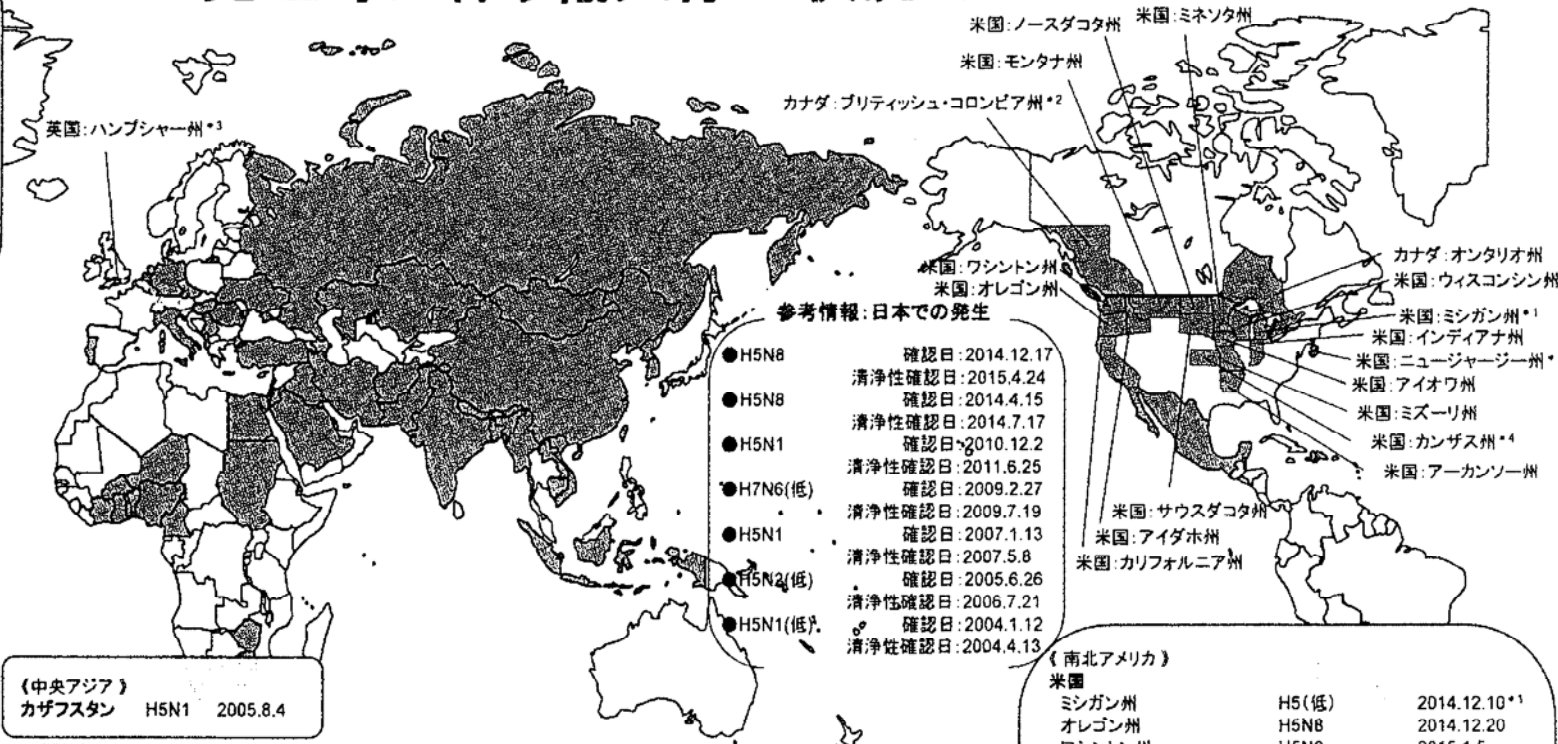 米国:ノースダコタ州
米国:ミネソタ州
米国:モンタナ州
カナダ:ブリティッシュ・コロンビア州*2
英国:ハンプシャー州*3
米国:ワシントン州
米国:オレゴン州
カナダ:オンタリオ州
米国:ウィスコンシン州
米国:ミシガン州*1
米国:インディアナ州
米国:ニュージャージー州*
米国:アイオワ州
米国:ミズーリ州
米国:カンザス州*4
米国:アーカンソー州
米国:サウスダコタ州
米国:アイダホ州
米国:カリフォルニア州
参考情報:日本での発生
●H5N8 確認日:2014.12.17
清浄性確認日:2015.4.24
●H5N8 確認日:2014.4.15
清浄性確認日:2014.7.17
●H5N1 確認日:2010.12.2
清浄性確認日:2011.6.25
●H7N6(低) 確認日:2009.2.27
清浄性確認日:2009.7.19
●H5N1 確認日:2007.1.13
清浄性確認日:2007.5.8
●H5N2(低) 確認日:2005.6.26
清浄性確認日:2006.7.21
●H5N1(低) 確認日:2004.1.12
清浄性確認日:2004.4.13
《中央アジア》
カザフスタン H5N1 2005.8.4
《南北アメリカ》
米国
ミシガン州 H5(低) 2014.12.10*1
オレゴン州 H5N8 2014.12.20